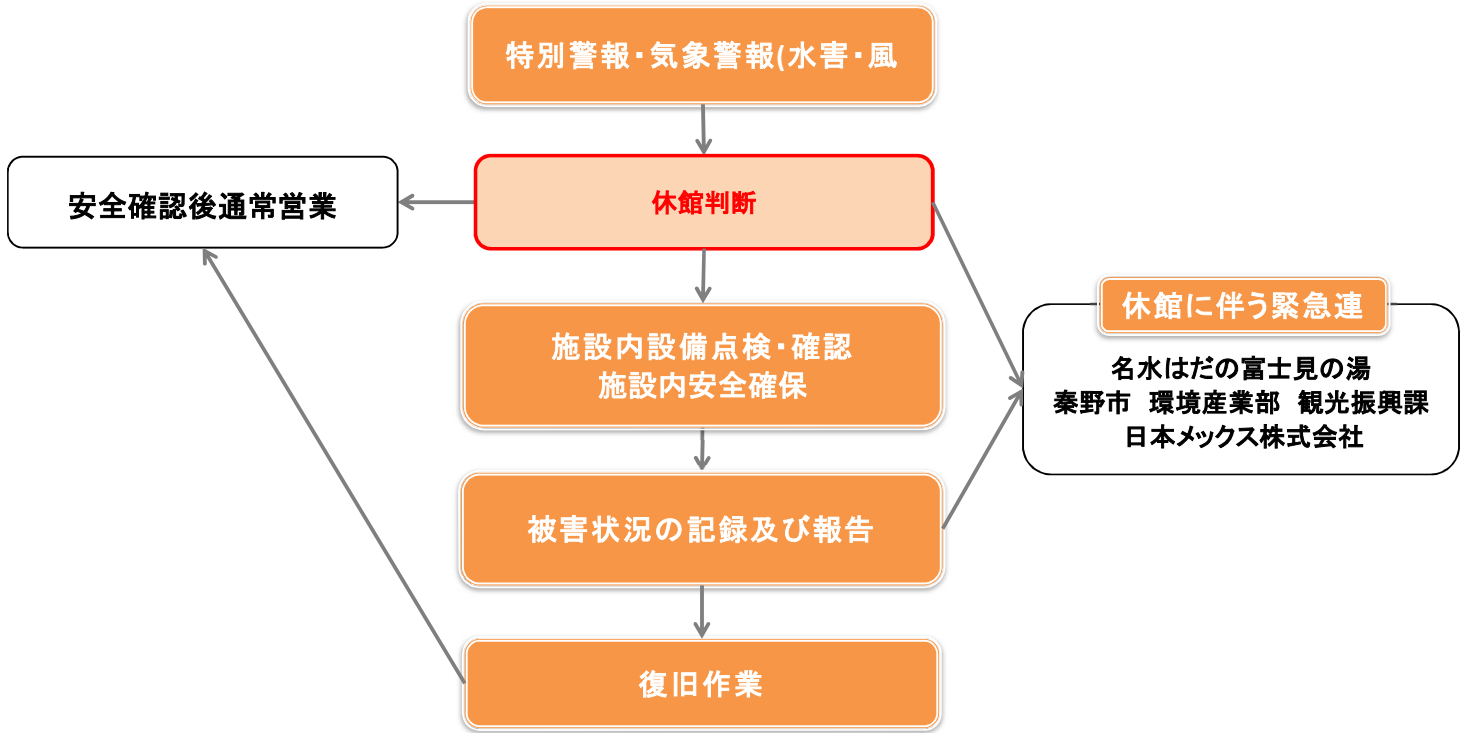 特別警報・気象警報(水害・風
休館判断
安全確認後通常営業
施設内設備点検・確認
施設内安全確保
休館に伴う緊急連
名水はだの富士見の湯
秦野市　環境産業部　観光振興課
日本メックス株式会社
被害状況の記録及び報告
復旧作業